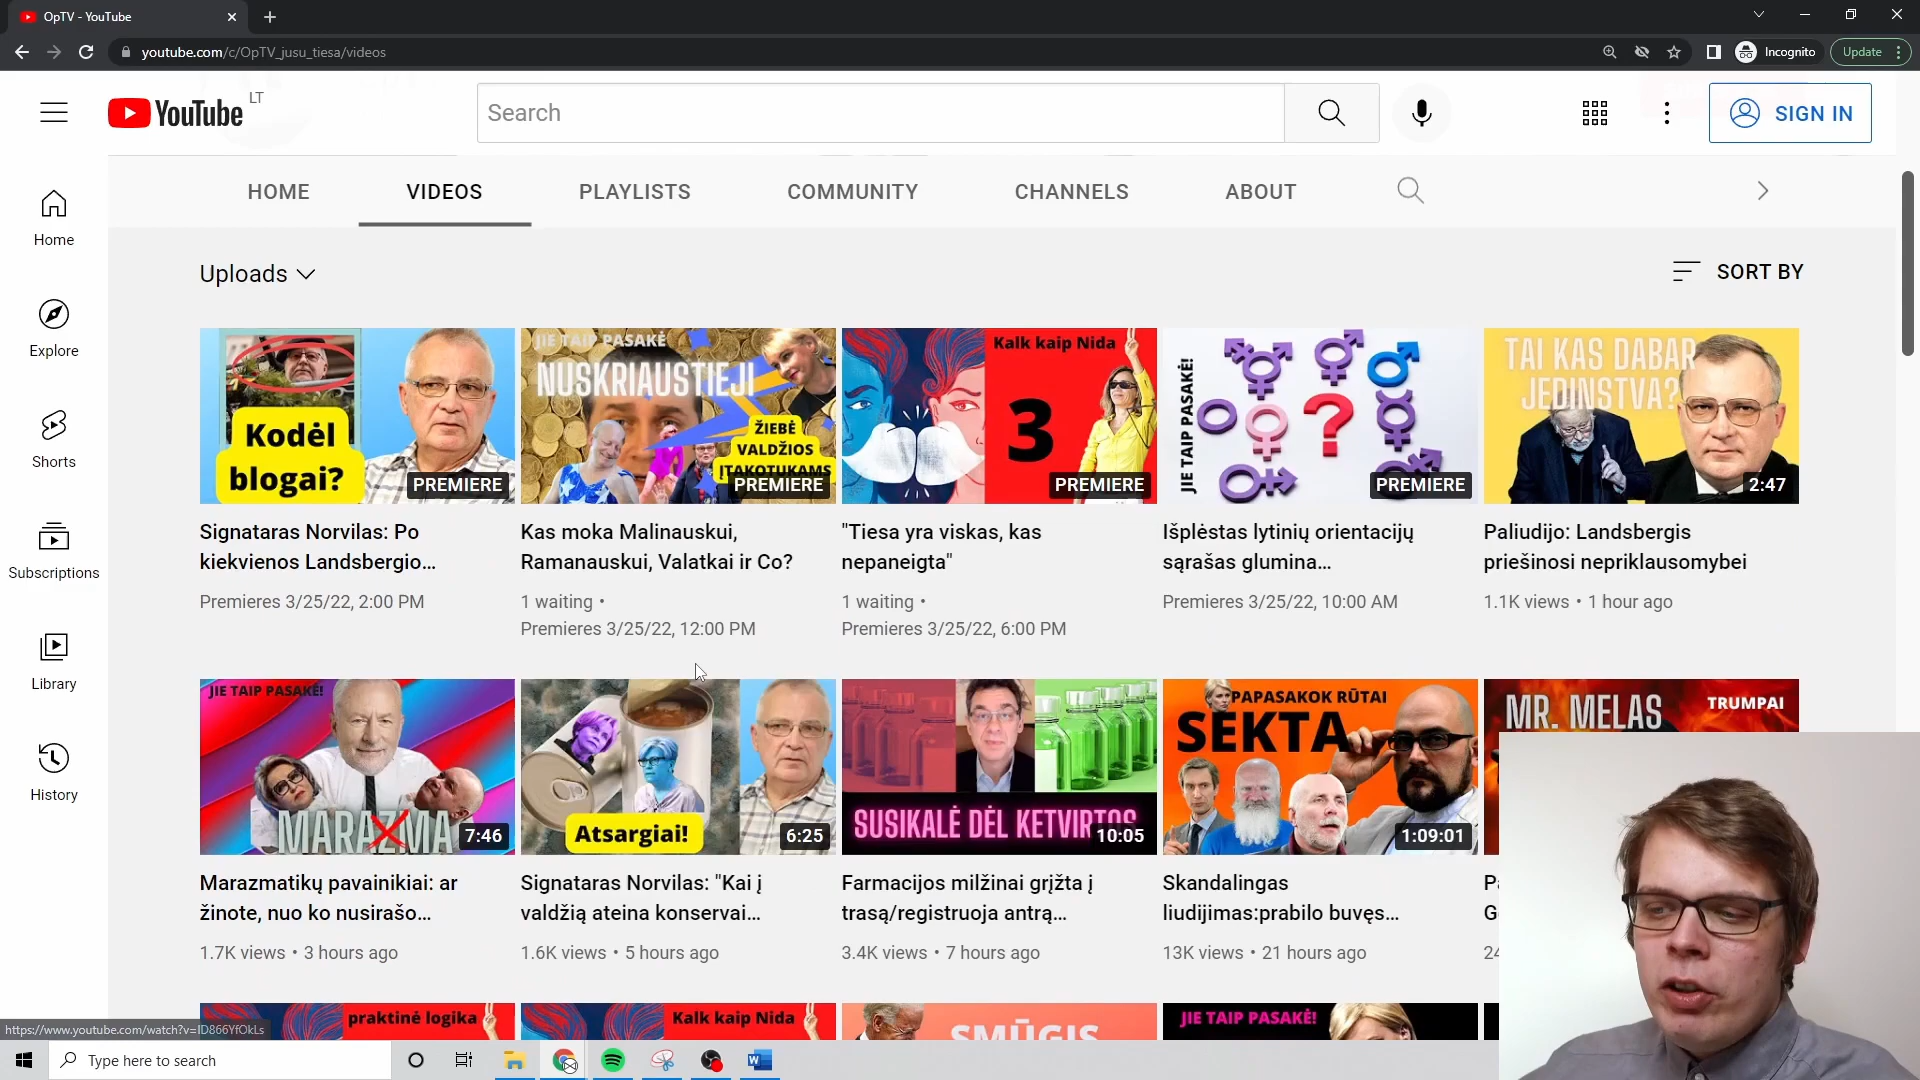 OpTV - YouTube
youtube.com/c/OpTV_jusu_tiesa/videos
Incognito
Update
YouTube
LT
Search
SIGN IN
HOME
VIDEOS
PLAYLISTS
COMMUNITY
CHANNELS
ABOUT
Home
Explore
Shorts
Subscriptions
Library
History
Uploads
SORT BY
Kodėl
blogai?
PREMIERE
JIE TAIP PASAKĖ
NUSKRIAUSTIEJI
ŽIEBĖ
VALDŽIOS
ĮTAKOTUKAMS
PREMIERE
Kalk kaip Nida
3
PREMIERE
JIE TAIP PASAKĖ!
?
PREMIERE
TAI KAS DABAR
JEDINSTVA?
2:47
Signataras Norvilas: Po
kiekvienos Landsbergio...
Premieres 3/25/22, 2:00 PM
Kas moka Malinauskui,
Ramanauskui, Valatkai ir Co?
1 waiting •
Premieres 3/25/22, 12:00 PM
"Tiesa yra viskas, kas
nepaneigta"
1 waiting •
Premieres 3/25/22, 6:00 PM
Išplėstas lytinių orientacijų
sąrašas glumina...
Premieres 3/25/22, 10:00 AM
Paliudijo: Landsbergis
priešinosi nepriklausomybei
1.1K views • 1 hour ago
JIE TAIP PASAKĖ!
MARAZMA
7:46
Atsargiai!
6:25
SUSIKALĖ DĖL KETVIRTOS
10:05
PAPASAKOK RŪTAI
SEKTA
1:09:01
MR. MELAS
TRUMPAI
Marazmatikų pavainikiai: ar
žinote, nuo ko nusirašo...
1.7K views • 3 hours ago
Signataras Norvilas: "Kai į
valdžią ateina konservai...
1.6K views • 5 hours ago
Farmacijos milžinai grįžta į
trasą/registruoja antrą...
3.4K views • 7 hours ago
Skandalingas
liudijimas:prabilo buvęs...
13K views • 21 hours ago
praktinė logika
Kalk kaip Nida
SMŪGIS
JIE TAIP PASAKĖ!
https://www.youtube.com/watch?v=ID866YfOkLs
Type here to search